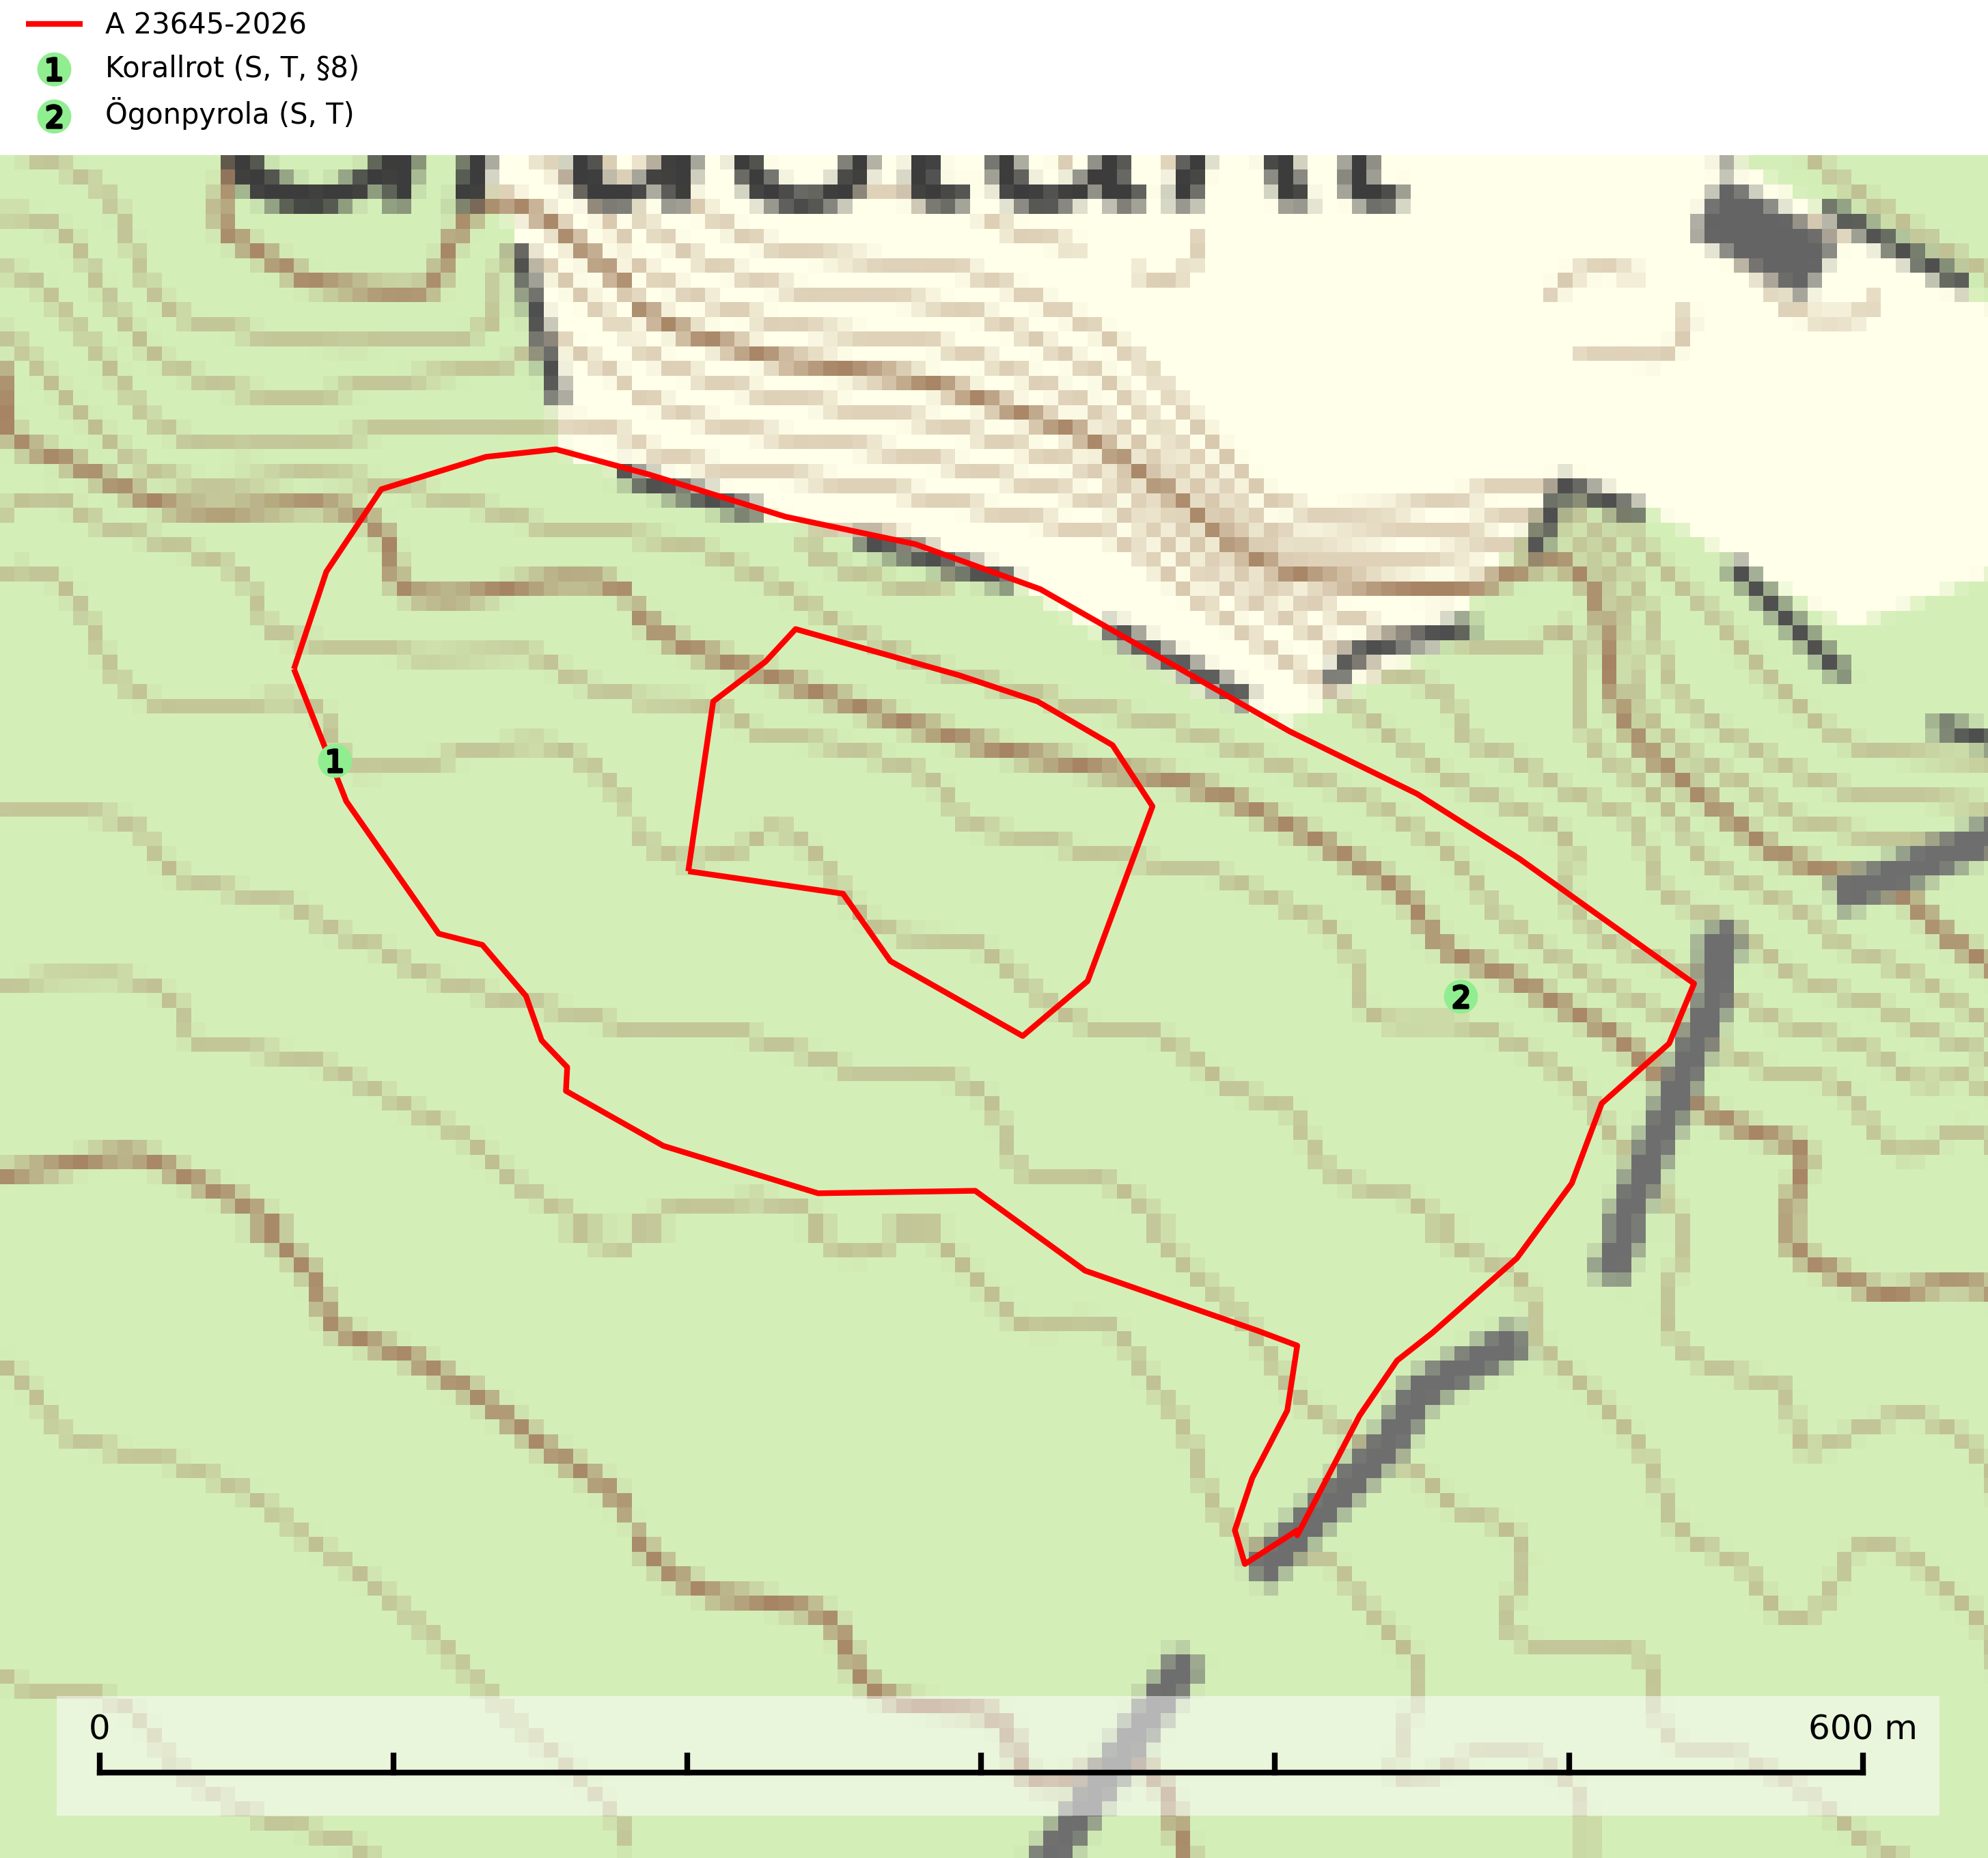 A 23645-2026
1 Korallrot (S, T, §8)
2 Ögonpyrola (S, T)
1
2
0 600 m